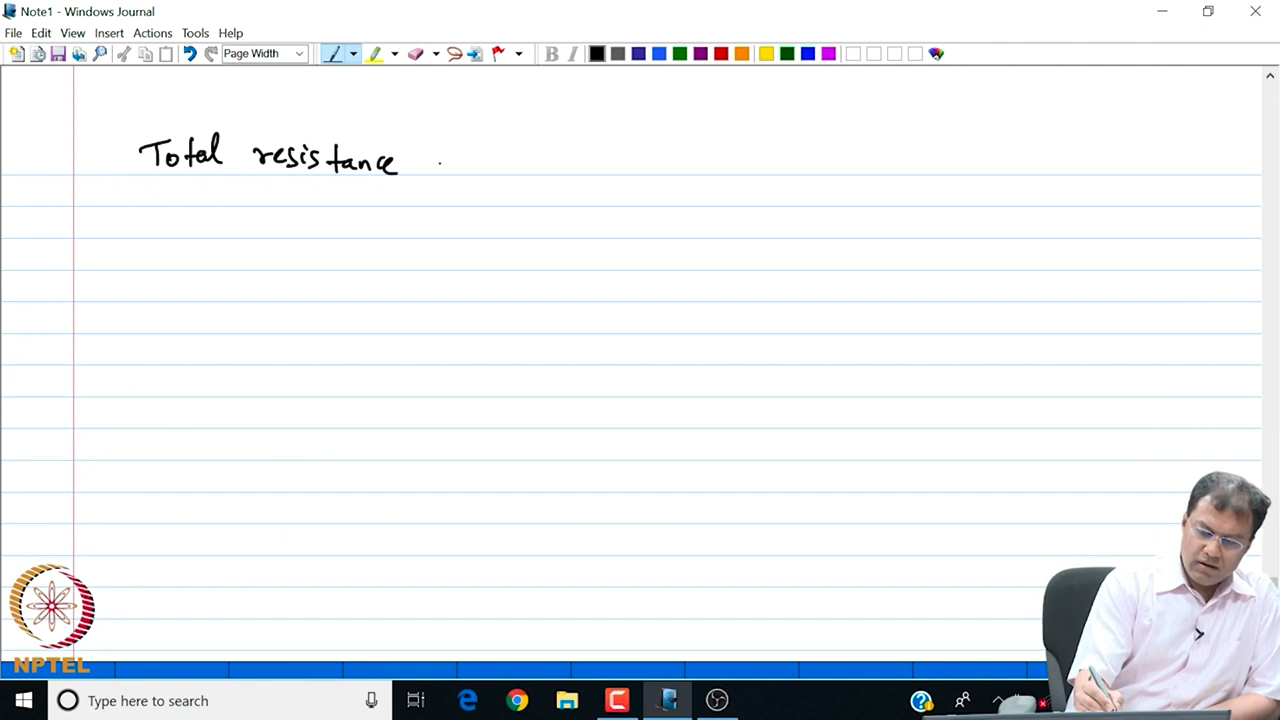 Note1 - Windows Journal
File Edit View Insert Actions Tools Help
Page Width B I
Total resistance
NPTEL
Type here to search